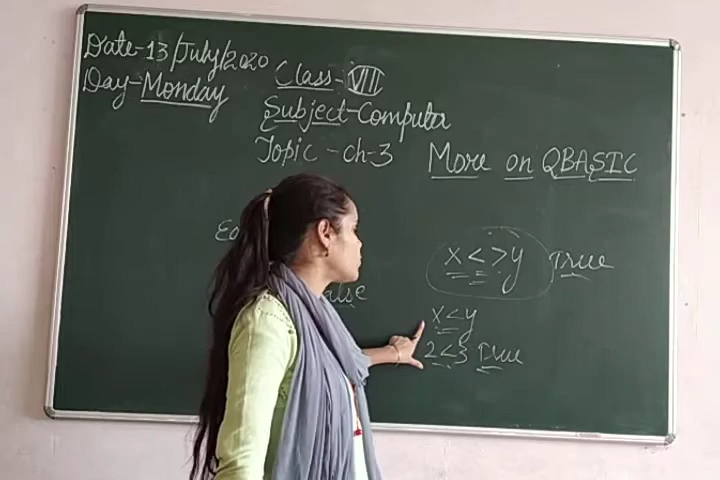 Date-13/July/2020
Day-Monday
Class-VII
Subject-Computer
Topic - ch-3 More on QBASIC
x < > y True
x < y
2 < 3 True